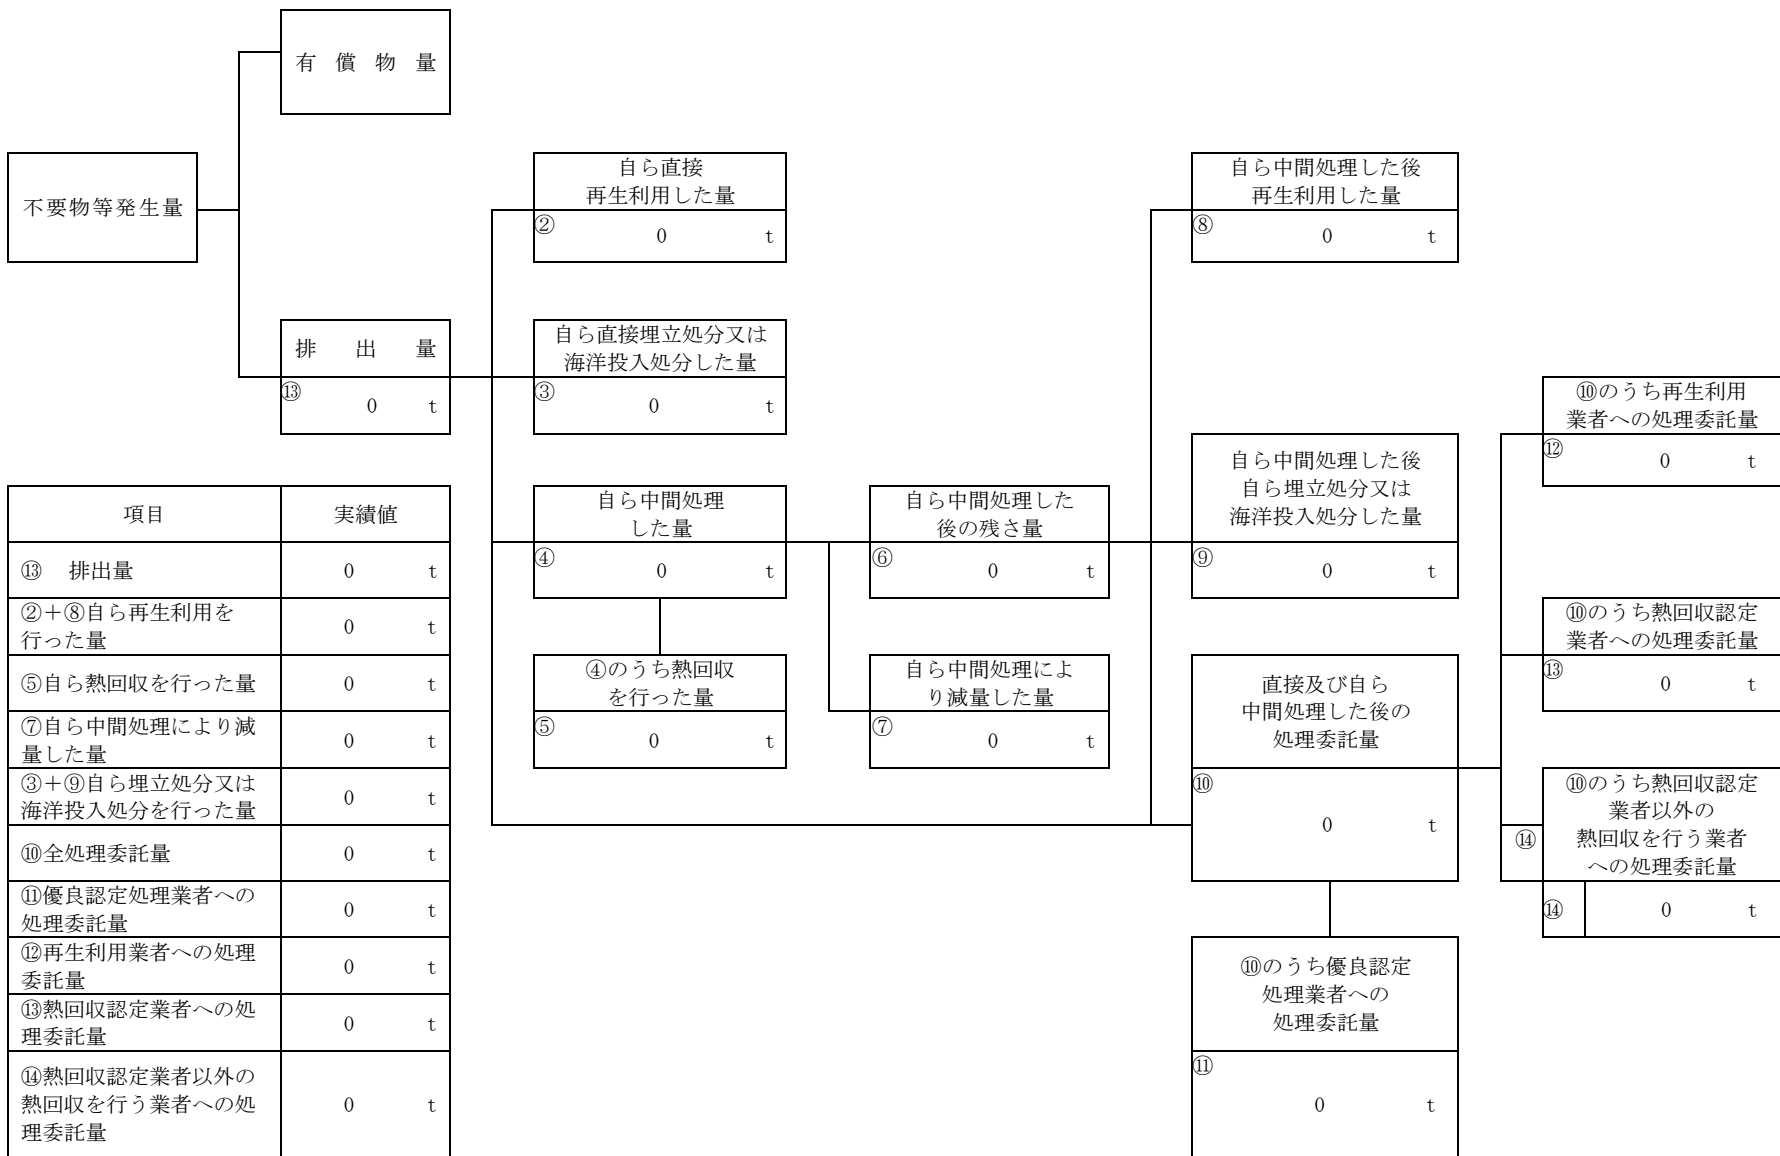 有償物量
不要物等発生量
自ら直接
再生利用した量
② 0 t
自ら中間処理した後
再生利用した量
⑧ 0 t
排出量
⑬ 0 t
自ら直接埋立処分又は
海洋投入処分した量
③ 0 t
⑩のうち再生利用
業者への処理委託量
⑫ 0 t
自ら中間処理した後
自ら埋立処分又は
海洋投入処分した量
⑨ 0 t
自ら中間処理
した量
④ 0 t
自ら中間処理した
後の残さ量
⑥ 0 t
⑩のうち熱回収認定
業者への処理委託量
⑬ 0 t
④のうち熱回収
を行った量
⑤ 0 t
自ら中間処理によ
り減量した量
⑦ 0 t
直接及び自ら
中間処理した後の
処理委託量
⑩ 0 t
⑩のうち熱回収認定
業者以外の
熱回収を行う業者
への処理委託量
⑭
⑭ 0 t
⑩のうち優良認定
処理業者への
処理委託量
⑪ 0 t
項目 実績値
⑬ 排出量 0 t
②+⑧自ら再生利用を
行った量 0 t
⑤自ら熱回収を行った量 0 t
⑦自ら中間処理により減
量した量 0 t
③+⑨自ら埋立処分又は
海洋投入処分を行った量 0 t
⑩全処理委託量 0 t
⑪優良認定処理業者への
処理委託量 0 t
⑫再生利用業者への処理
委託量 0 t
⑬熱回収認定業者への処
理委託量 0 t
⑭熱回収認定業者以外の
熱回収を行う業者への処
理委託量 0 t